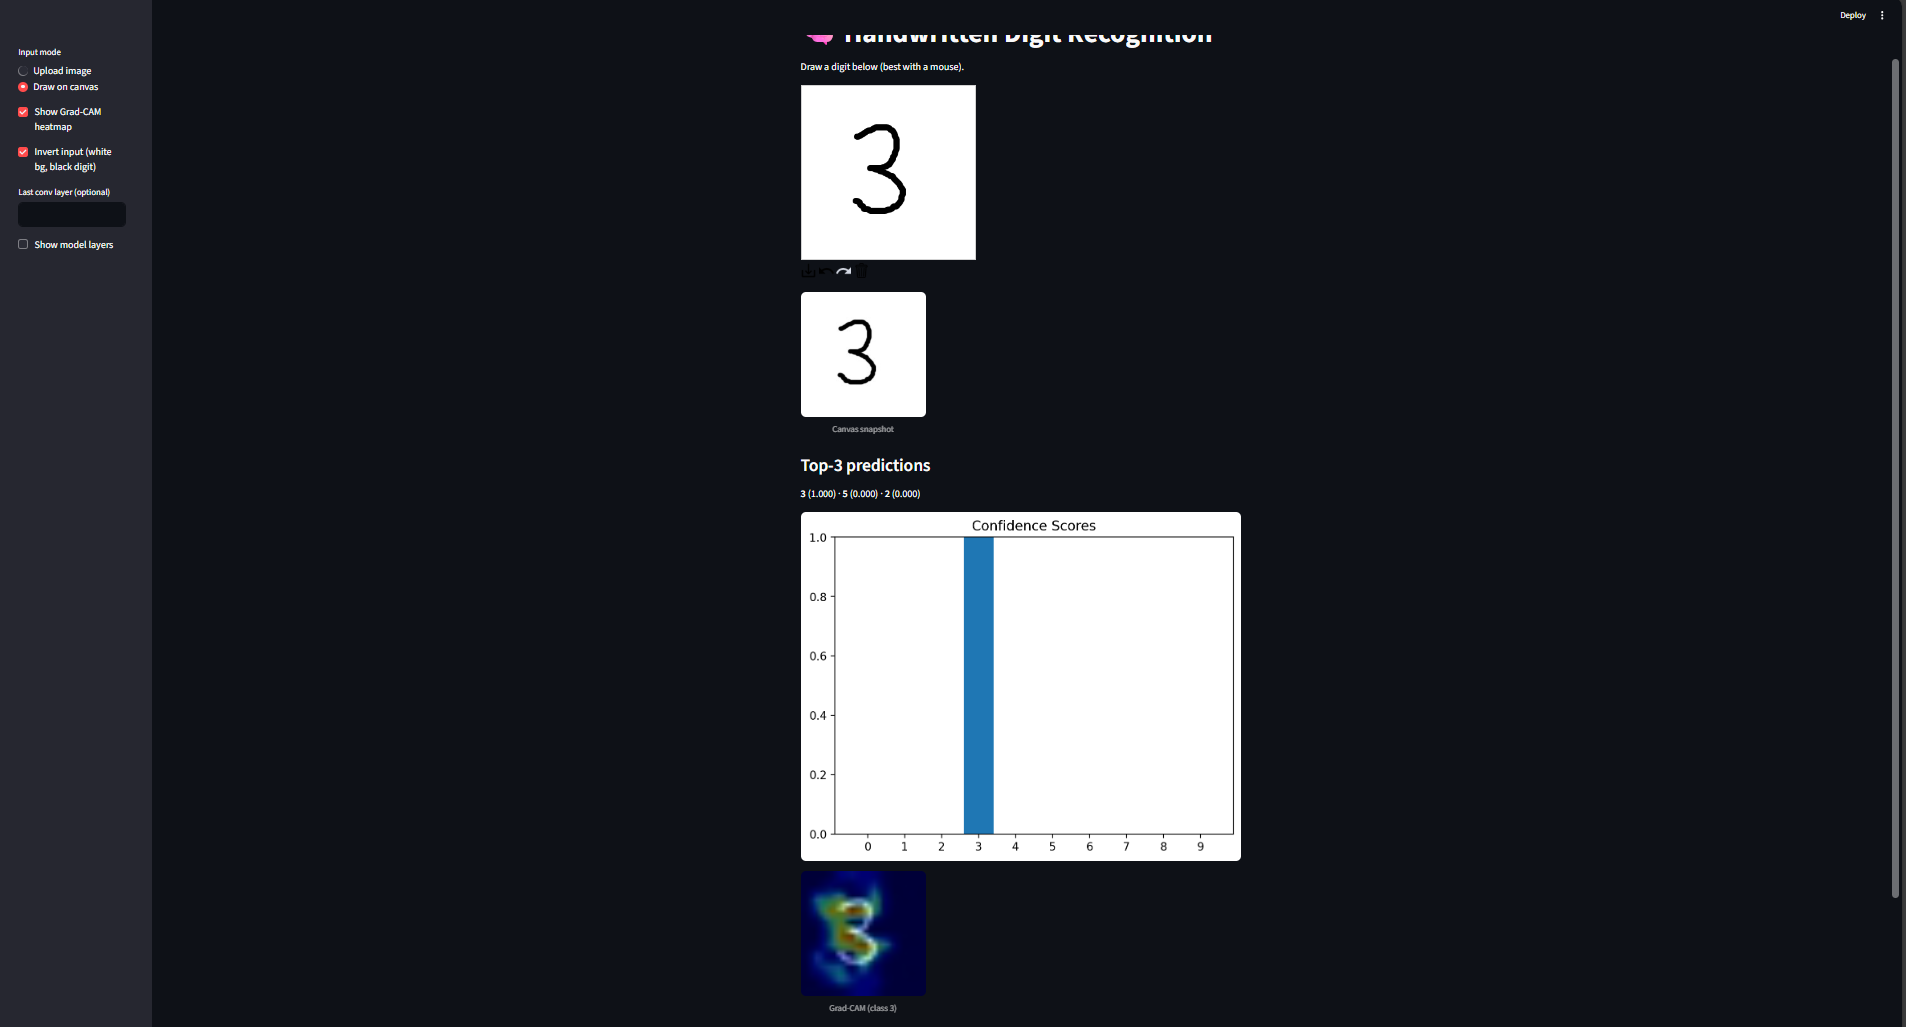 Deploy
Input mode
Upload image
Draw on canvas
Show Grad-CAM
heatmap
Invert input (white
bg, black digit)
Last conv layer (optional)
Show model layers
Handwritten Digit Recognition
Draw a digit below (best with a mouse).
3
3
Canvas snapshot
Top-3 predictions
3 (1.000) · 5 (0.000) · 2 (0.000)
Confidence Scores
1.0
0.8
0.6
0.4
0.2
0.0
0 1 2 3 4 5 6 7 8 9
3
Grad-CAM (class 3)